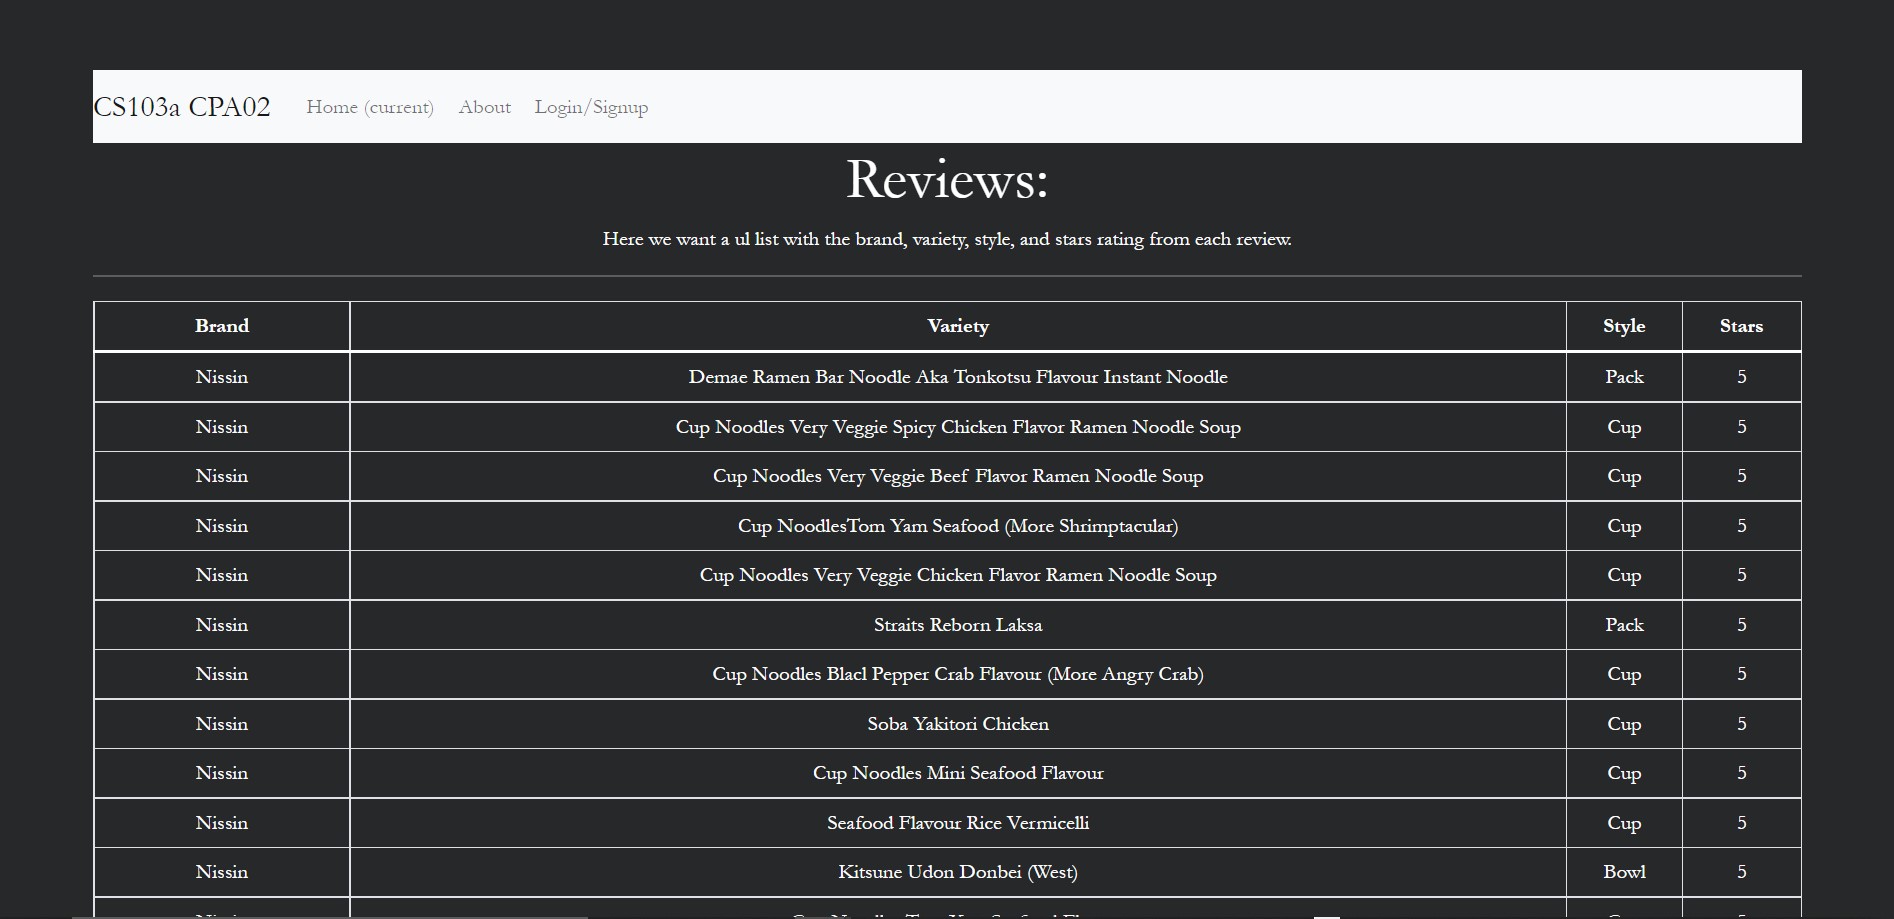 CS103a CPA02 Home (current) About Login/Signup
Reviews:
Here we want a ul list with the brand, variety, style, and stars rating from each review.
Brand Variety Style Stars
Nissin Demae Ramen Bar Noodle Aka Tonkotsu Flavour Instant Noodle Pack 5
Nissin Cup Noodles Very Veggie Spicy Chicken Flavor Ramen Noodle Soup Cup 5
Nissin Cup Noodles Very Veggie Beef Flavor Ramen Noodle Soup Cup 5
Nissin Cup NoodlesTom Yam Seafood (More Shrimptacular) Cup 5
Nissin Cup Noodles Very Veggie Chicken Flavor Ramen Noodle Soup Cup 5
Nissin Straits Reborn Laksa Pack 5
Nissin Cup Noodles Blacl Pepper Crab Flavour (More Angry Crab) Cup 5
Nissin Soba Yakitori Chicken Cup 5
Nissin Cup Noodles Mini Seafood Flavour Cup 5
Nissin Seafood Flavour Rice Vermicelli Cup 5
Nissin Kitsune Udon Donbei (West) Bowl 5